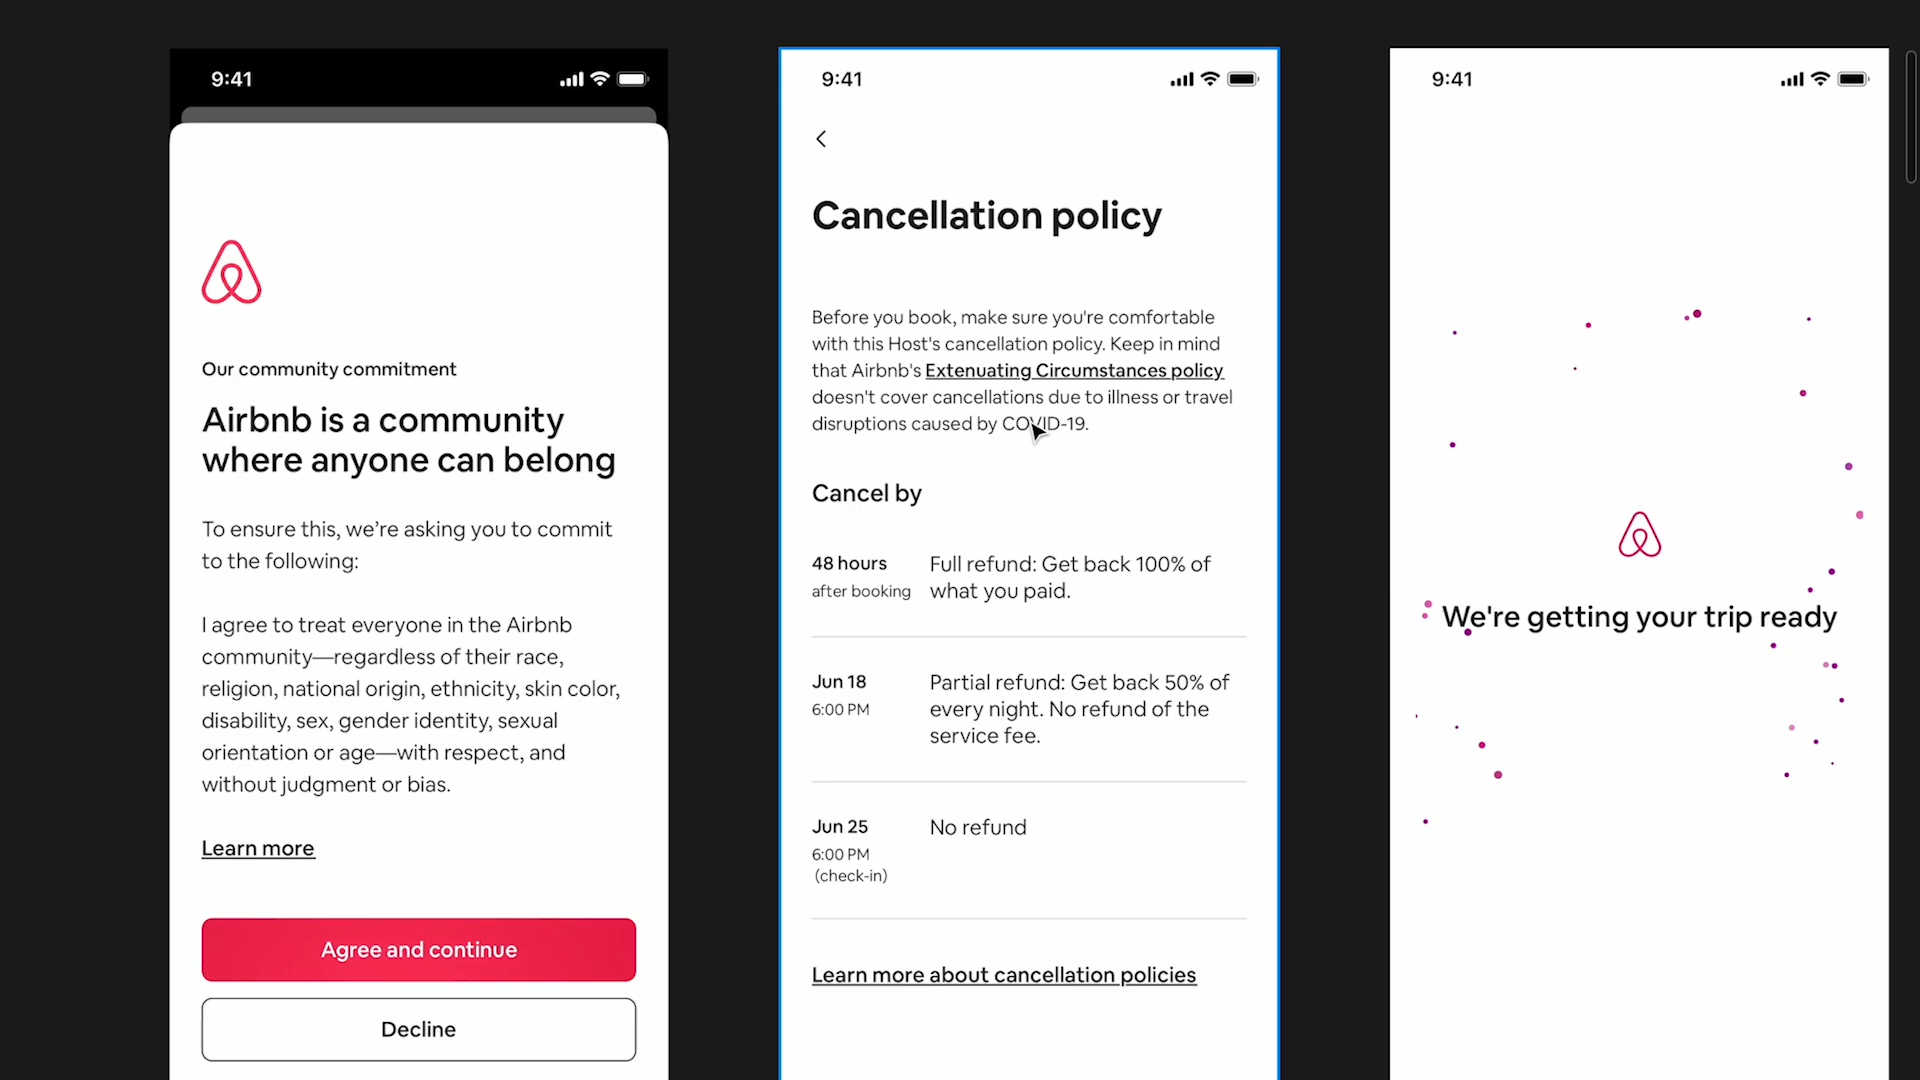 9:41
Our community commitment
Airbnb is a community
where anyone can belong
To ensure this, we’re asking you to commit
to the following:
I agree to treat everyone in the Airbnb
community—regardless of their race,
religion, national origin, ethnicity, skin color,
disability, sex, gender identity, sexual
orientation or age—with respect, and
without judgment or bias.
Learn more
Agree and continue
Decline
9:41
Cancellation policy
Before you book, make sure you're comfortable
with this Host's cancellation policy. Keep in mind
that Airbnb's Extenuating Circumstances policy
doesn't cover cancellations due to illness or travel
disruptions caused by COVID-19.
Cancel by
48 hours
after booking
Full refund: Get back 100% of
what you paid.
Jun 18
6:00 PM
Partial refund: Get back 50% of
every night. No refund of the
service fee.
Jun 25
6:00 PM
(check-in)
No refund
Learn more about cancellation policies
9:41
We're getting your trip ready